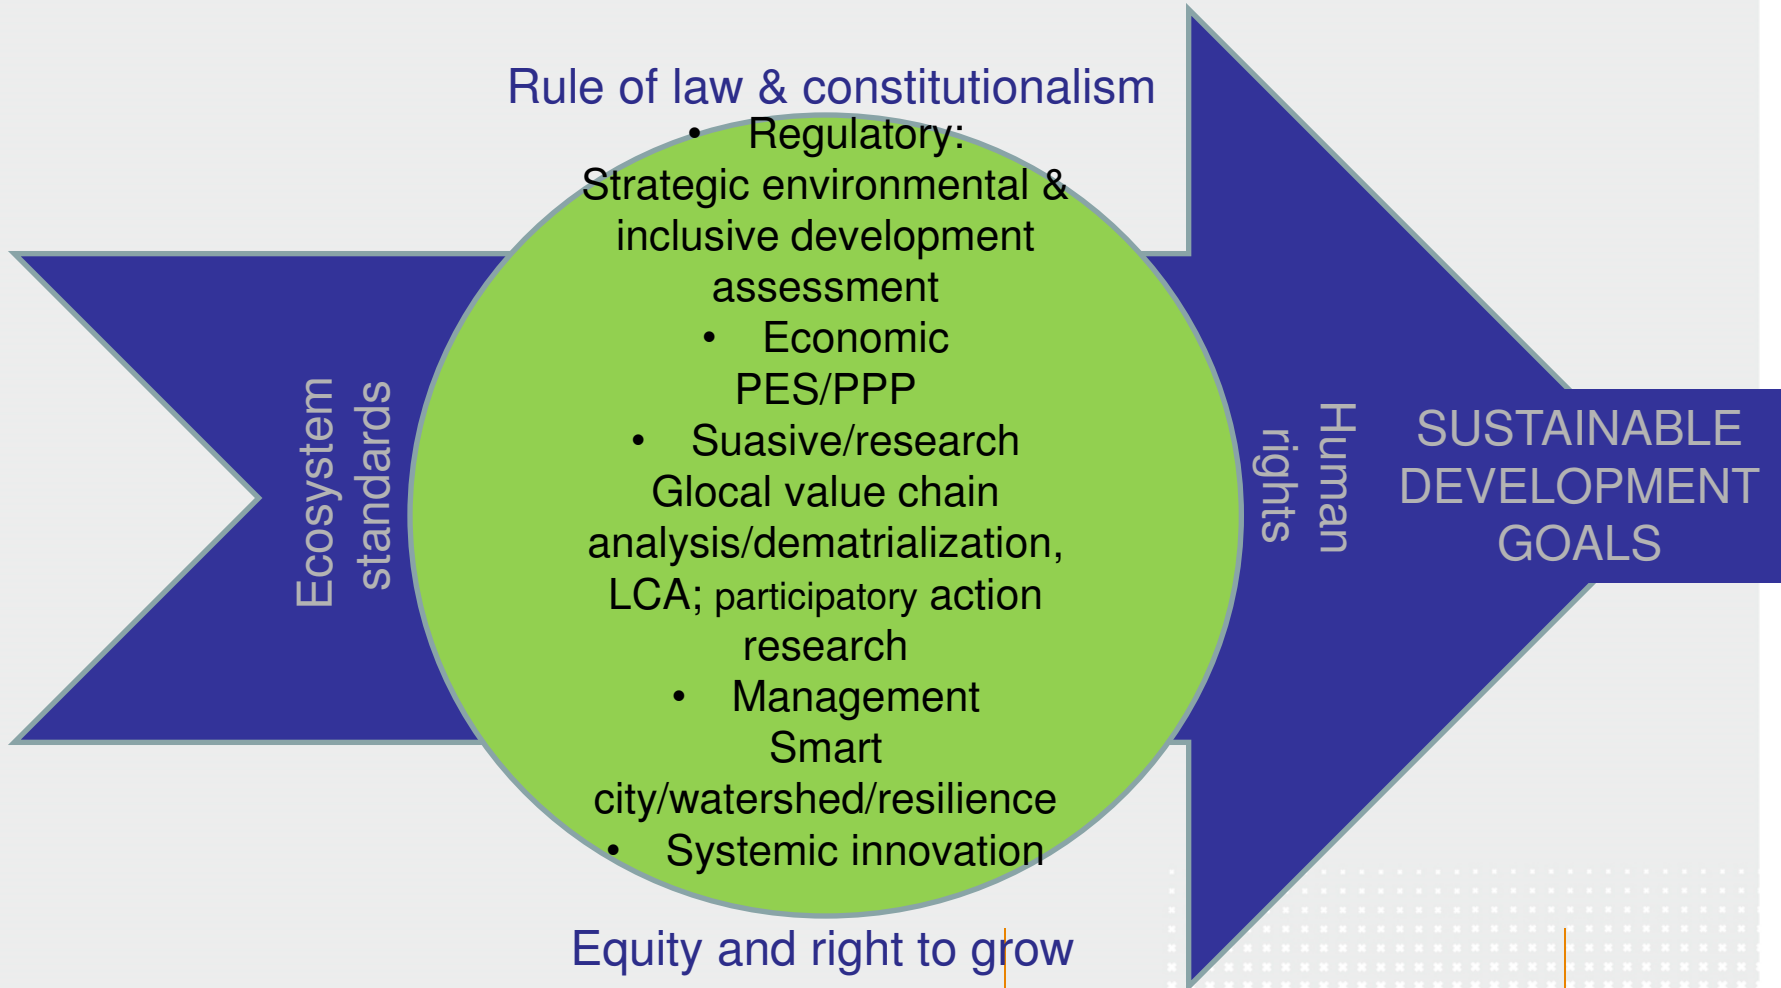 Rule of law & constitutionalism
• Regulatory:
Strategic environmental &
inclusive development
assessment
• Economic
PES/PPP
• Suasive/research
Glocal value chain
analysis/dematrialization,
LCA; participatory action
research
• Management
Smart
city/watershed/resilience
• Systemic innovation
Equity and right to grow
Ecosystem
standards
Human
rights
SUSTAINABLE
DEVELOPMENT
GOALS